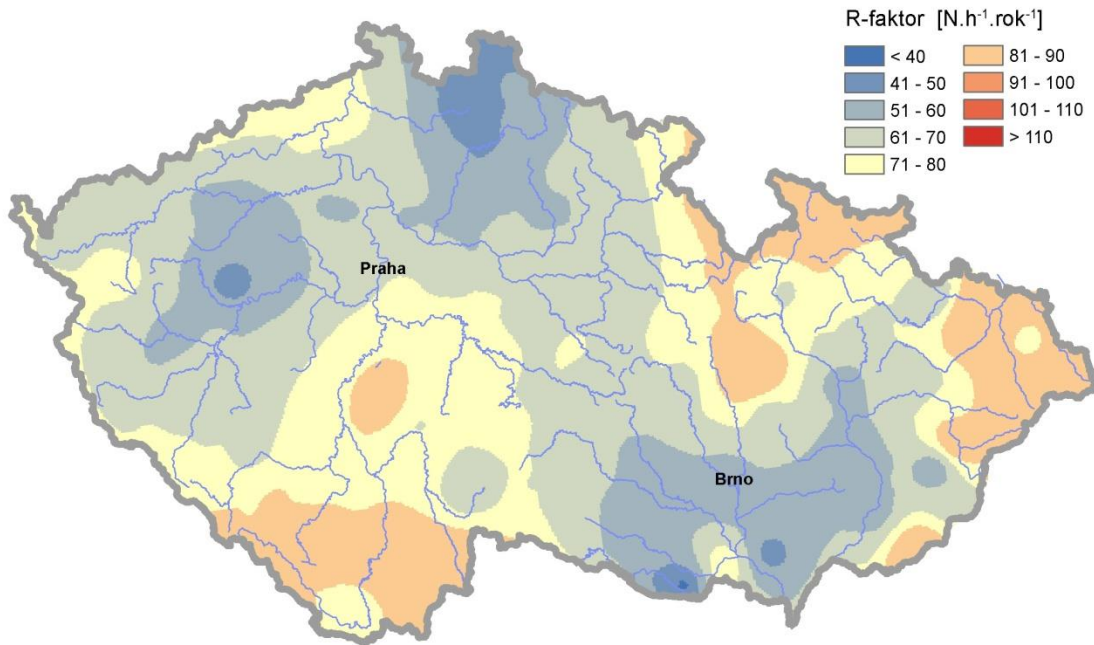 R-faktor [N.h⁻¹.rok⁻¹]
< 40
41 - 50
51 - 60
61 - 70
71 - 80
81 - 90
91 - 100
101 - 110
> 110
Praha
Brno